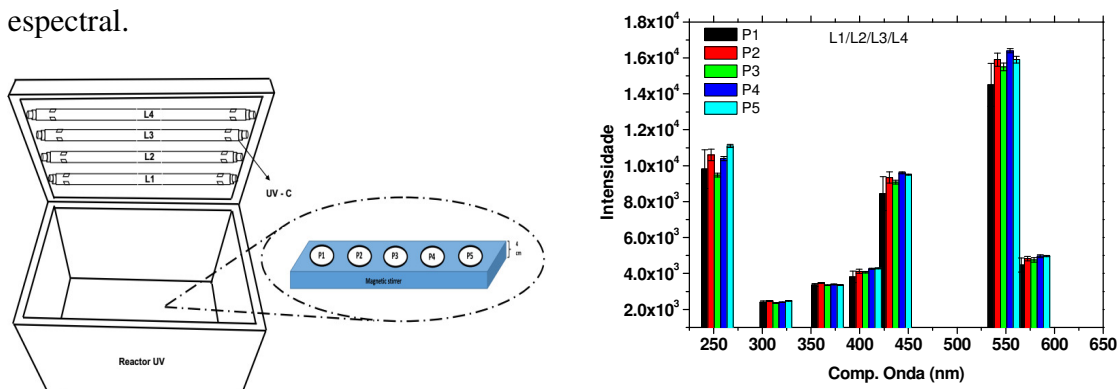 espectral.
L4
L3
L2
L1
UV - C
P1 P2 P3 P4 P5
4 cm
Magnetic stirrer
Reactor UV
L1/L2/L3/L4
P1
P2
P3
P4
P5
Intensidade
1.8x10⁴
1.6x10⁴
1.4x10⁴
1.2x10⁴
1.0x10⁴
8.0x10³
6.0x10³
4.0x10³
2.0x10³
250 300 350 400 450 500 550 600 650
Comp. Onda (nm)